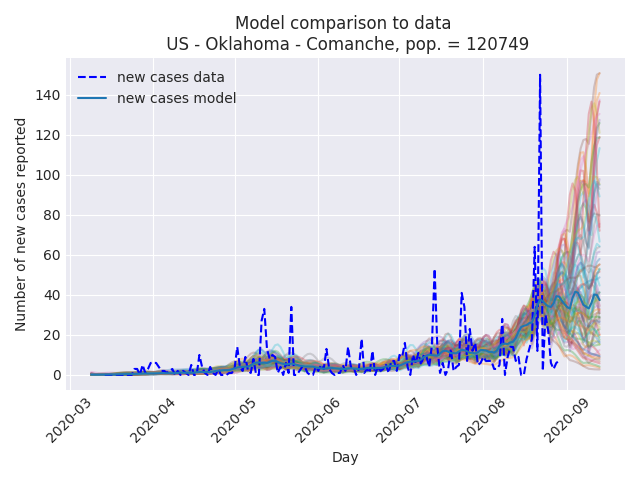 Model comparison to data
US - Oklahoma - Comanche, pop. = 120749
new cases data
new cases model
Number of new cases reported
140
120
100
80
60
40
20
0
2020-03
2020-04
2020-05
2020-06
2020-07
2020-08
2020-09
Day